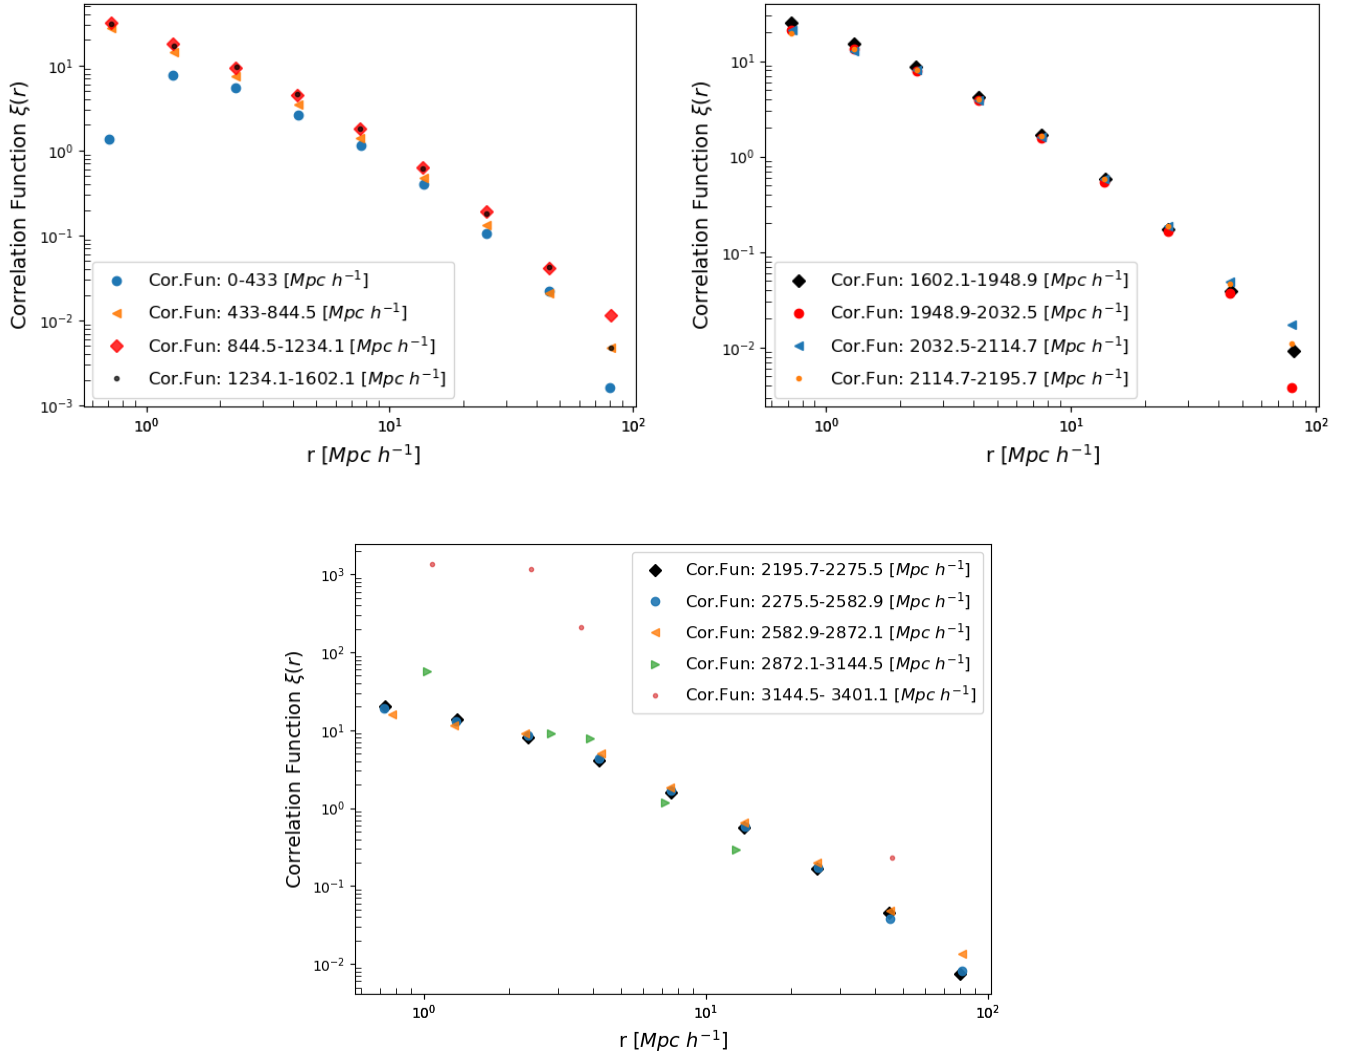 Correlation Function ξ(r)
10¹
10⁰
10⁻¹
10⁻²
10⁻³
Cor.Fun: 0-433 [Mpc h⁻¹]
Cor.Fun: 433-844.5 [Mpc h⁻¹]
Cor.Fun: 844.5-1234.1 [Mpc h⁻¹]
Cor.Fun: 1234.1-1602.1 [Mpc h⁻¹]
10⁰ 10¹ 10²
r [Mpc h⁻¹]
Correlation Function ξ(r)
10¹
10⁰
10⁻¹
10⁻²
Cor.Fun: 1602.1-1948.9 [Mpc h⁻¹]
Cor.Fun: 1948.9-2032.5 [Mpc h⁻¹]
Cor.Fun: 2032.5-2114.7 [Mpc h⁻¹]
Cor.Fun: 2114.7-2195.7 [Mpc h⁻¹]
10⁰ 10¹ 10²
r [Mpc h⁻¹]
Correlation Function ξ(r)
10³
10²
10¹
10⁰
10⁻¹
10⁻²
Cor.Fun: 2195.7-2275.5 [Mpc h⁻¹]
Cor.Fun: 2275.5-2582.9 [Mpc h⁻¹]
Cor.Fun: 2582.9-2872.1 [Mpc h⁻¹]
Cor.Fun: 2872.1-3144.5 [Mpc h⁻¹]
Cor.Fun: 3144.5- 3401.1 [Mpc h⁻¹]
10⁰ 10¹ 10²
r [Mpc h⁻¹]